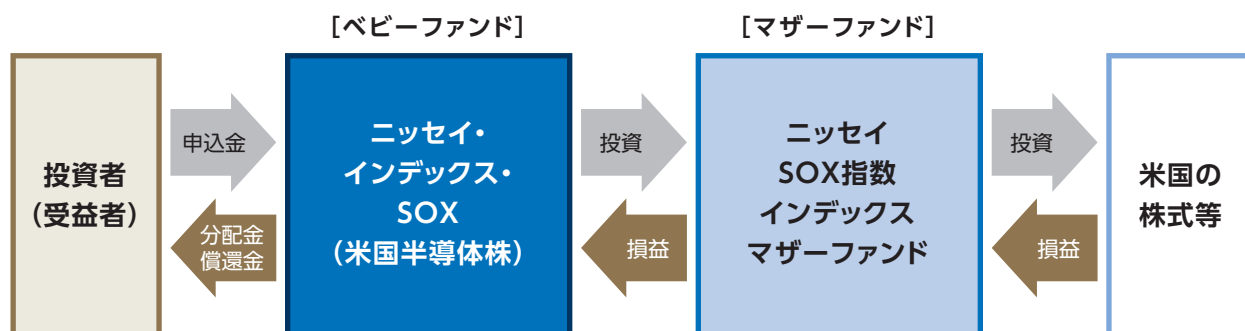 [ベビーファンド]
[マザーファンド]
投資者
（受益者）
申込金
分配金
償還金
ニッセイ・
インデックス・
SOX
（米国半導体株）
投資
損益
ニッセイ
SOX指数
インデックス
マザーファンド
投資
損益
米国の
株式等